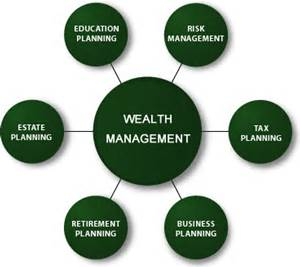 EDUCATION
PLANNING
RISK
MANAGEMENT
ESTATE
PLANNING
WEALTH
MANAGEMENT
TAX
PLANNING
RETIREMENT
PLANNING
BUSINESS
PLANNING